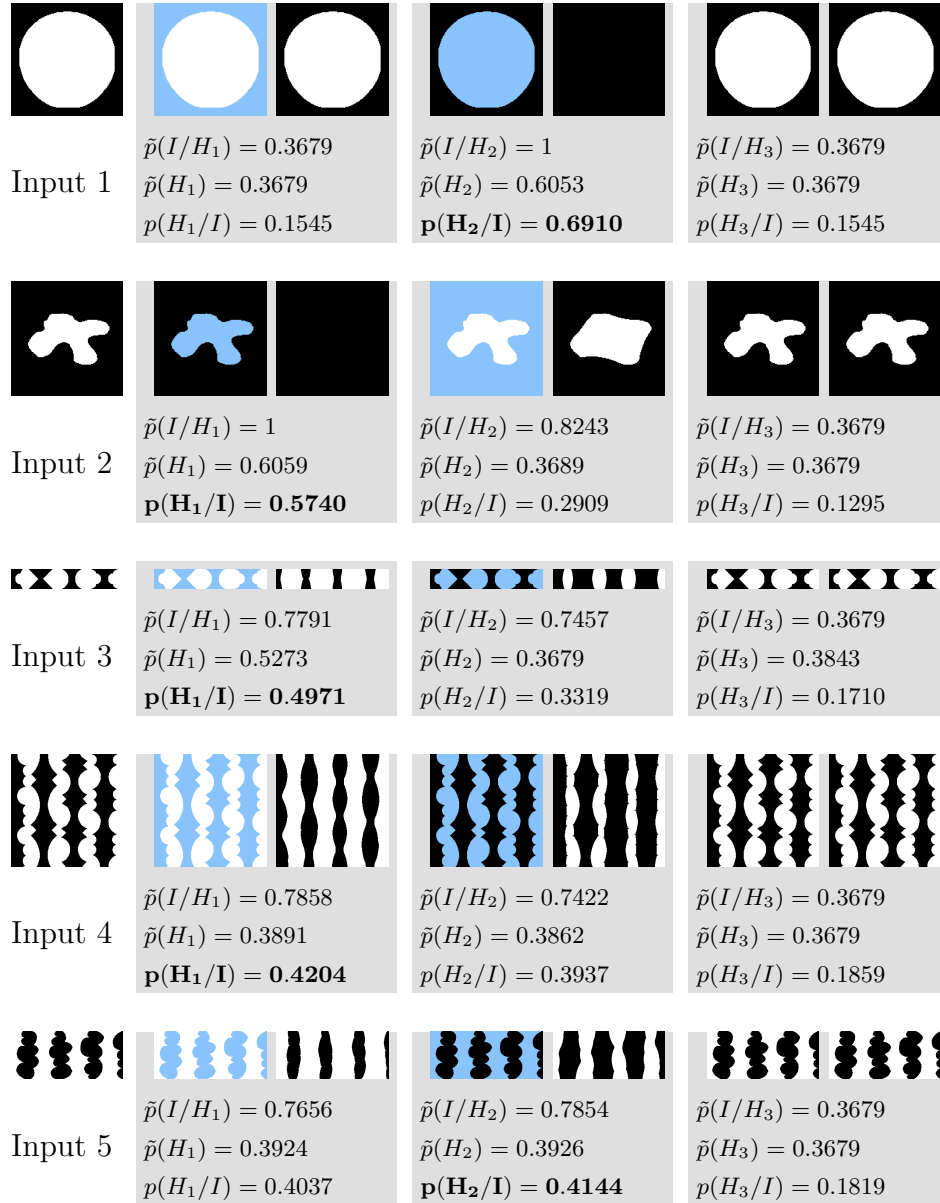 Input 1
p̃(I/H₁) = 0.3679
p̃(H₁) = 0.3679
p(H₁/I) = 0.1545
p̃(I/H₂) = 1
p̃(H₂) = 0.6053
p(H₂/I) = 0.6910
p̃(I/H₃) = 0.3679
p̃(H₃) = 0.3679
p(H₃/I) = 0.1545
Input 2
p̃(I/H₁) = 1
p̃(H₁) = 0.6059
p(H₁/I) = 0.5740
p̃(I/H₂) = 0.8243
p̃(H₂) = 0.3689
p(H₂/I) = 0.2909
p̃(I/H₃) = 0.3679
p̃(H₃) = 0.3679
p(H₃/I) = 0.1295
Input 3
p̃(I/H₁) = 0.7791
p̃(H₁) = 0.5273
p(H₁/I) = 0.4971
p̃(I/H₂) = 0.7457
p̃(H₂) = 0.3679
p(H₂/I) = 0.3319
p̃(I/H₃) = 0.3679
p̃(H₃) = 0.3843
p(H₃/I) = 0.1710
Input 4
p̃(I/H₁) = 0.7858
p̃(H₁) = 0.3891
p(H₁/I) = 0.4204
p̃(I/H₂) = 0.7422
p̃(H₂) = 0.3862
p(H₂/I) = 0.3937
p̃(I/H₃) = 0.3679
p̃(H₃) = 0.3679
p(H₃/I) = 0.1859
Input 5
p̃(I/H₁) = 0.7656
p̃(H₁) = 0.3924
p(H₁/I) = 0.4037
p̃(I/H₂) = 0.7854
p̃(H₂) = 0.3926
p(H₂/I) = 0.4144
p̃(I/H₃) = 0.3679
p̃(H₃) = 0.3679
p(H₃/I) = 0.1819